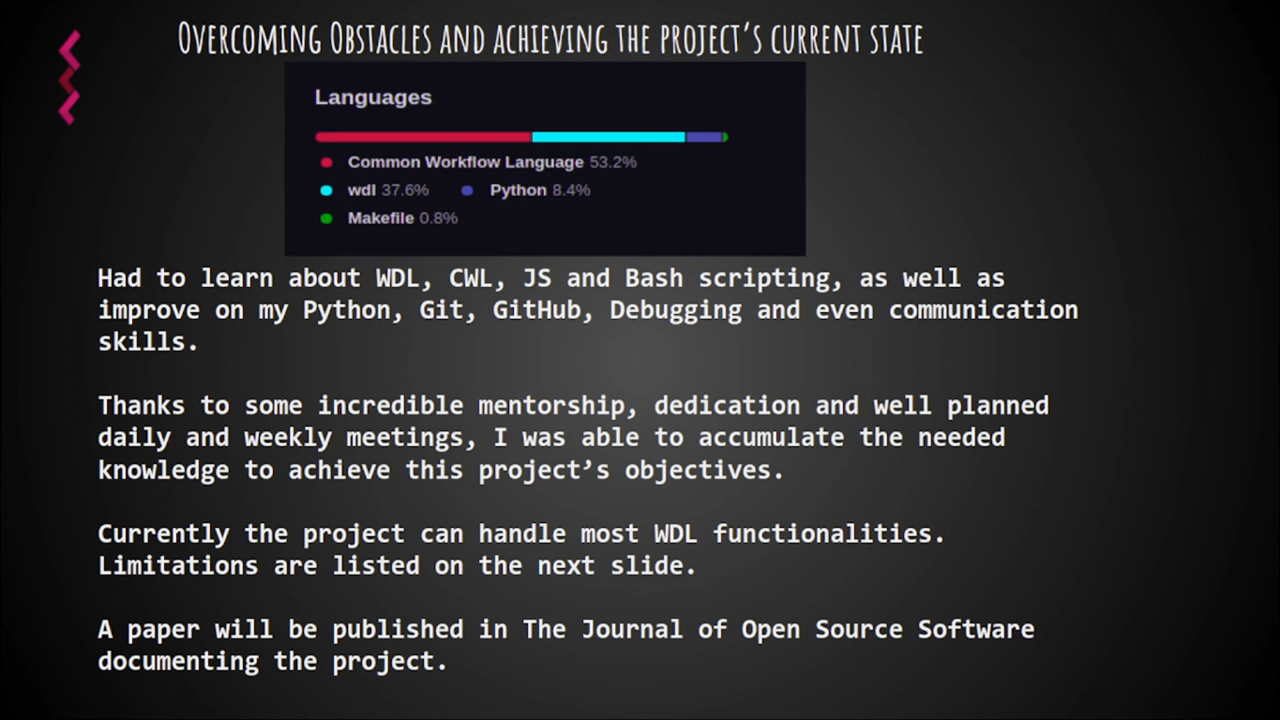 Overcoming Obstacles and achieving the project's current state
Languages
Common Workflow Language 53.2%
wdl 37.6% Python 8.4%
Makefile 0.8%
Had to learn about WDL, CWL, JS and Bash scripting, as well as
improve on my Python, Git, GitHub, Debugging and even communication
skills.
Thanks to some incredible mentorship, dedication and well planned
daily and weekly meetings, I was able to accumulate the needed
knowledge to achieve this project’s objectives.
Currently the project can handle most WDL functionalities.
Limitations are listed on the next slide.
A paper will be published in The Journal of Open Source Software
documenting the project.